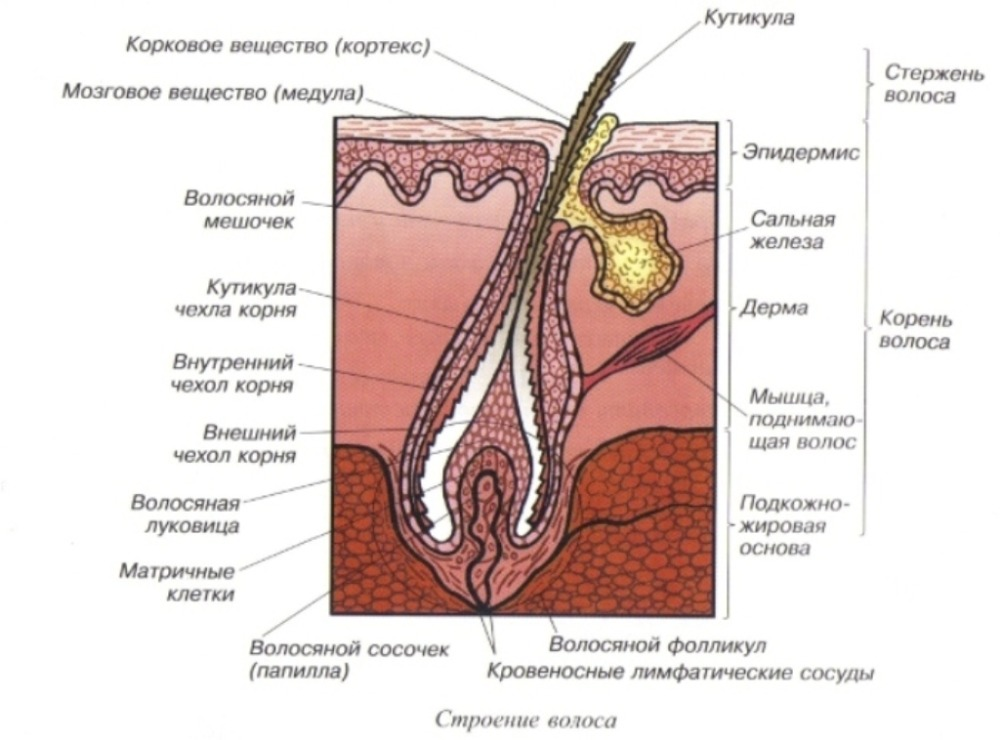 Кутикула
Корковое вещество (кортекс)
Стержень
волоса
Мозговое вещество (медула)
Эпидермис
Волосяной
мешочек
Сальная
железа
Кутикула
чехла корня
Дерма
Корень
волоса
Внутренний
чехол корня
Мышца,
поднимаю-
щая волос
Внешний
чехол корня
Волосяная
луковица
Подкожно-
жировая
основа
Матричные
клетки
Волосяной сосочек
(папилла)
Волосяной фолликул
Кровеносные лимфатические сосуды
Строение волоса